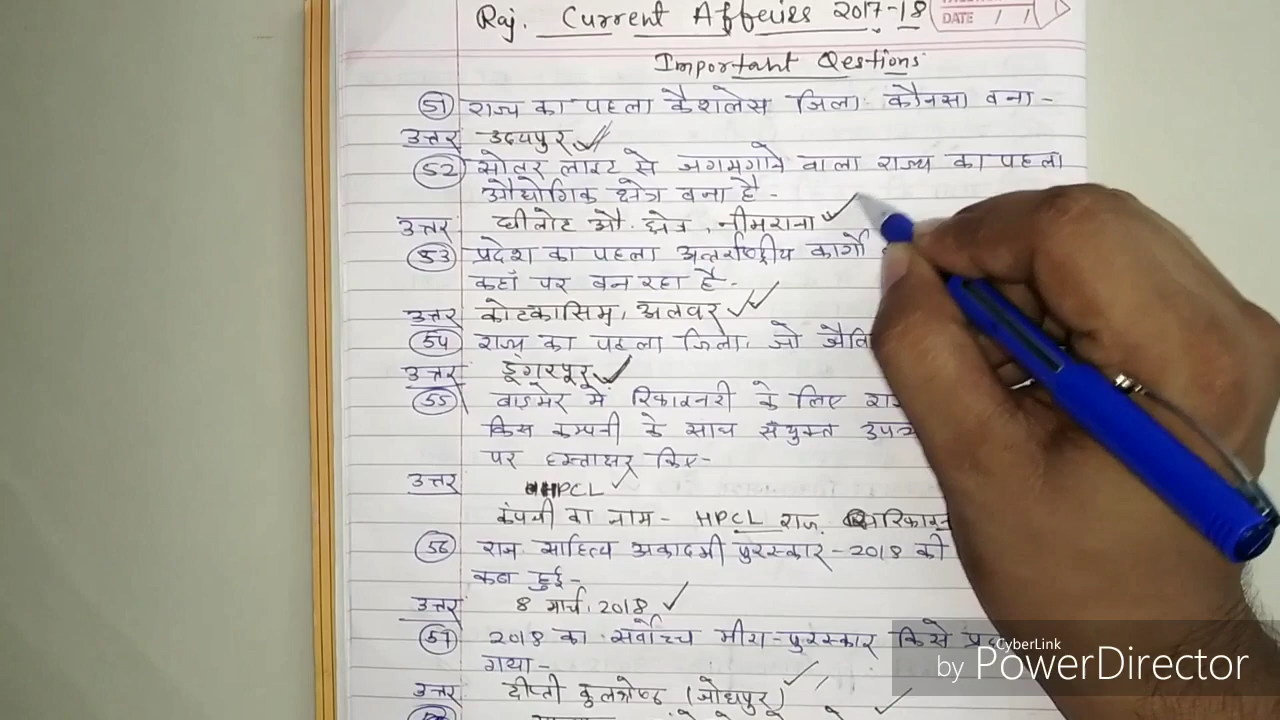 Raj. Current Affeires 2017-18
DATE / /
Important Qestions
51 राज्य का पहला कैशलेस जिला कौनसा बना -
उत्तर उदयपुर
52 सोलर लाइट से जगमगाने वाला राज्य का पहला
औद्योगिक क्षेत्र बना है -
उत्तर घीलोट औ. क्षेत्र, नीमराना
53 प्रदेश का पहला अन्तर्राष्ट्रीय कार्गो
कहाँ पर बन रहा है -
उत्तर कोटकासिम, अलवर
54 राज्य का पहला जिला, जो जैवि
उत्तर डूंगरपूर
55 बाड़मेर में रिफाइनरी के लिए
किस कम्पनी के साथ संयुक्त
पर हस्ताक्षर किए -
उत्तर HPCL
कंपनी का नाम - HPCL राज. रिफाइन
56 राज. साहित्य अकादमी पुरस्कार - 2018 की
कब हुई -
उत्तर 8 मार्च, 2018
57 2018 का सर्वोच्च मीरा-पुरस्कार किसे
गया -
उत्तर दीप्ती कुलश्रेष्ठ (जोधपुर)
CyberLink
by PowerDirector